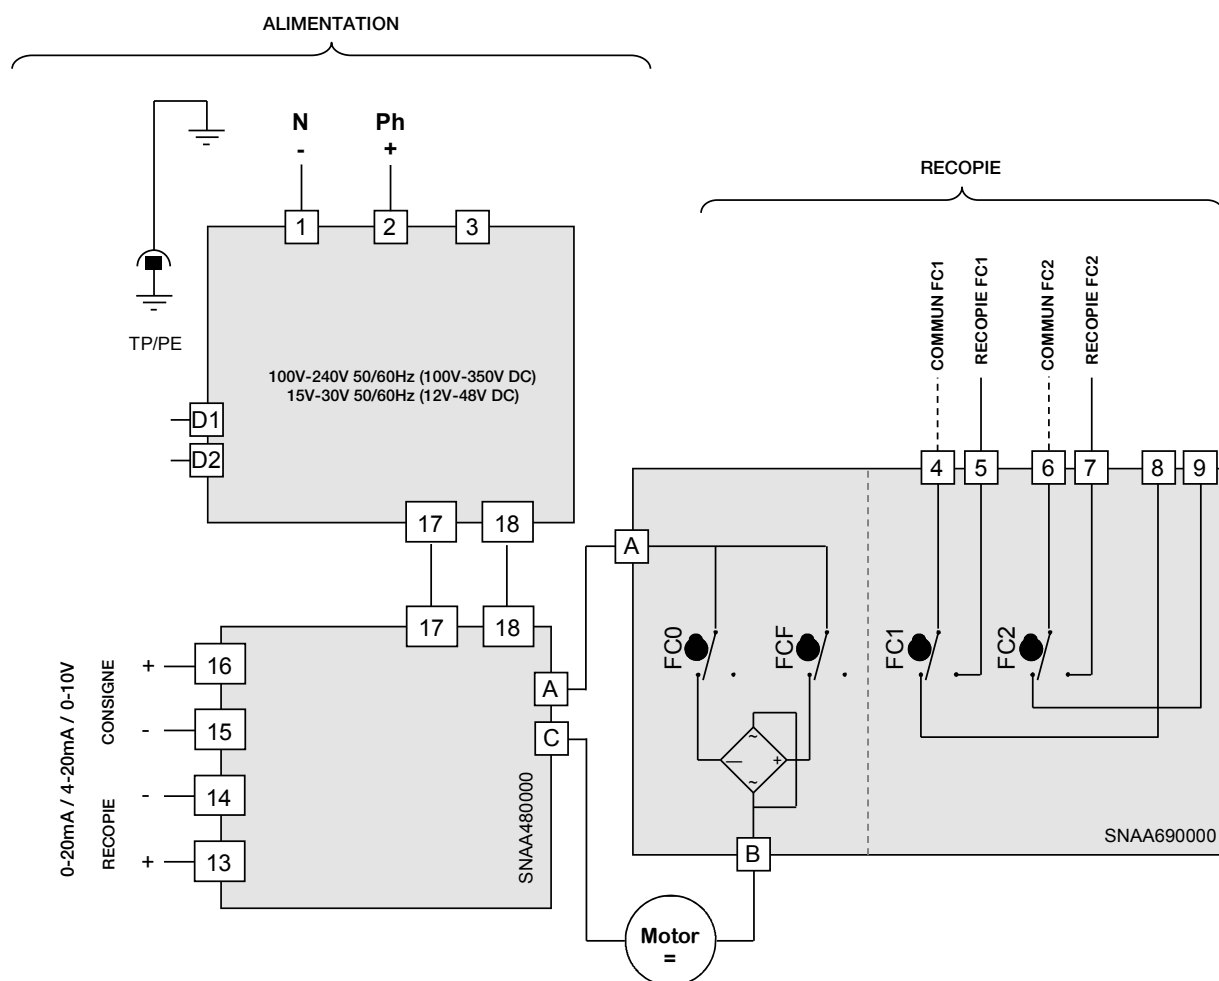 ALIMENTATION
N
-
Ph
+
1
2
3
TP/PE
100V-240V 50/60Hz (100V-350V DC)
15V-30V 50/60Hz (12V-48V DC)
D1
D2
17
18
RECOPIE
COMMUN FC1
RECOPIE FC1
COMMUN FC2
RECOPIE FC2
4
5
6
7
8
9
A
FC0
FCF
FC1
FC2
~
—
+
~
SNAA690000
B
17
18
0-20mA / 4-20mA / 0-10V
CONSIGNE
RECOPIE
+
16
-
15
-
14
+
13
A
C
SNAA480000
Motor
=